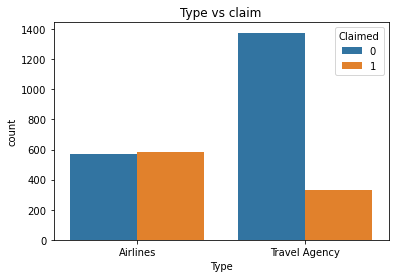 Type vs claim
Claimed
0
1
1400
1200
1000
800
600
400
200
0
count
Airlines
Travel Agency
Type